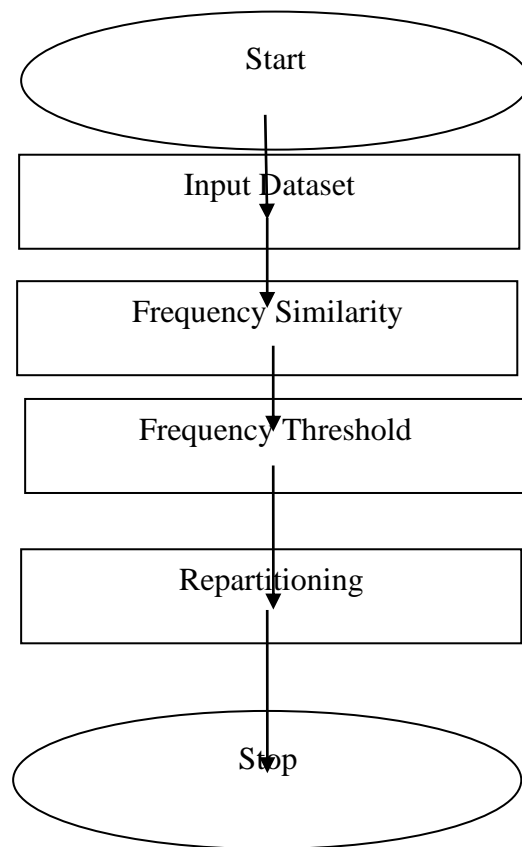 Start
Input Dataset
Frequency Similarity
Frequency Threshold
Repartitioning
Stop